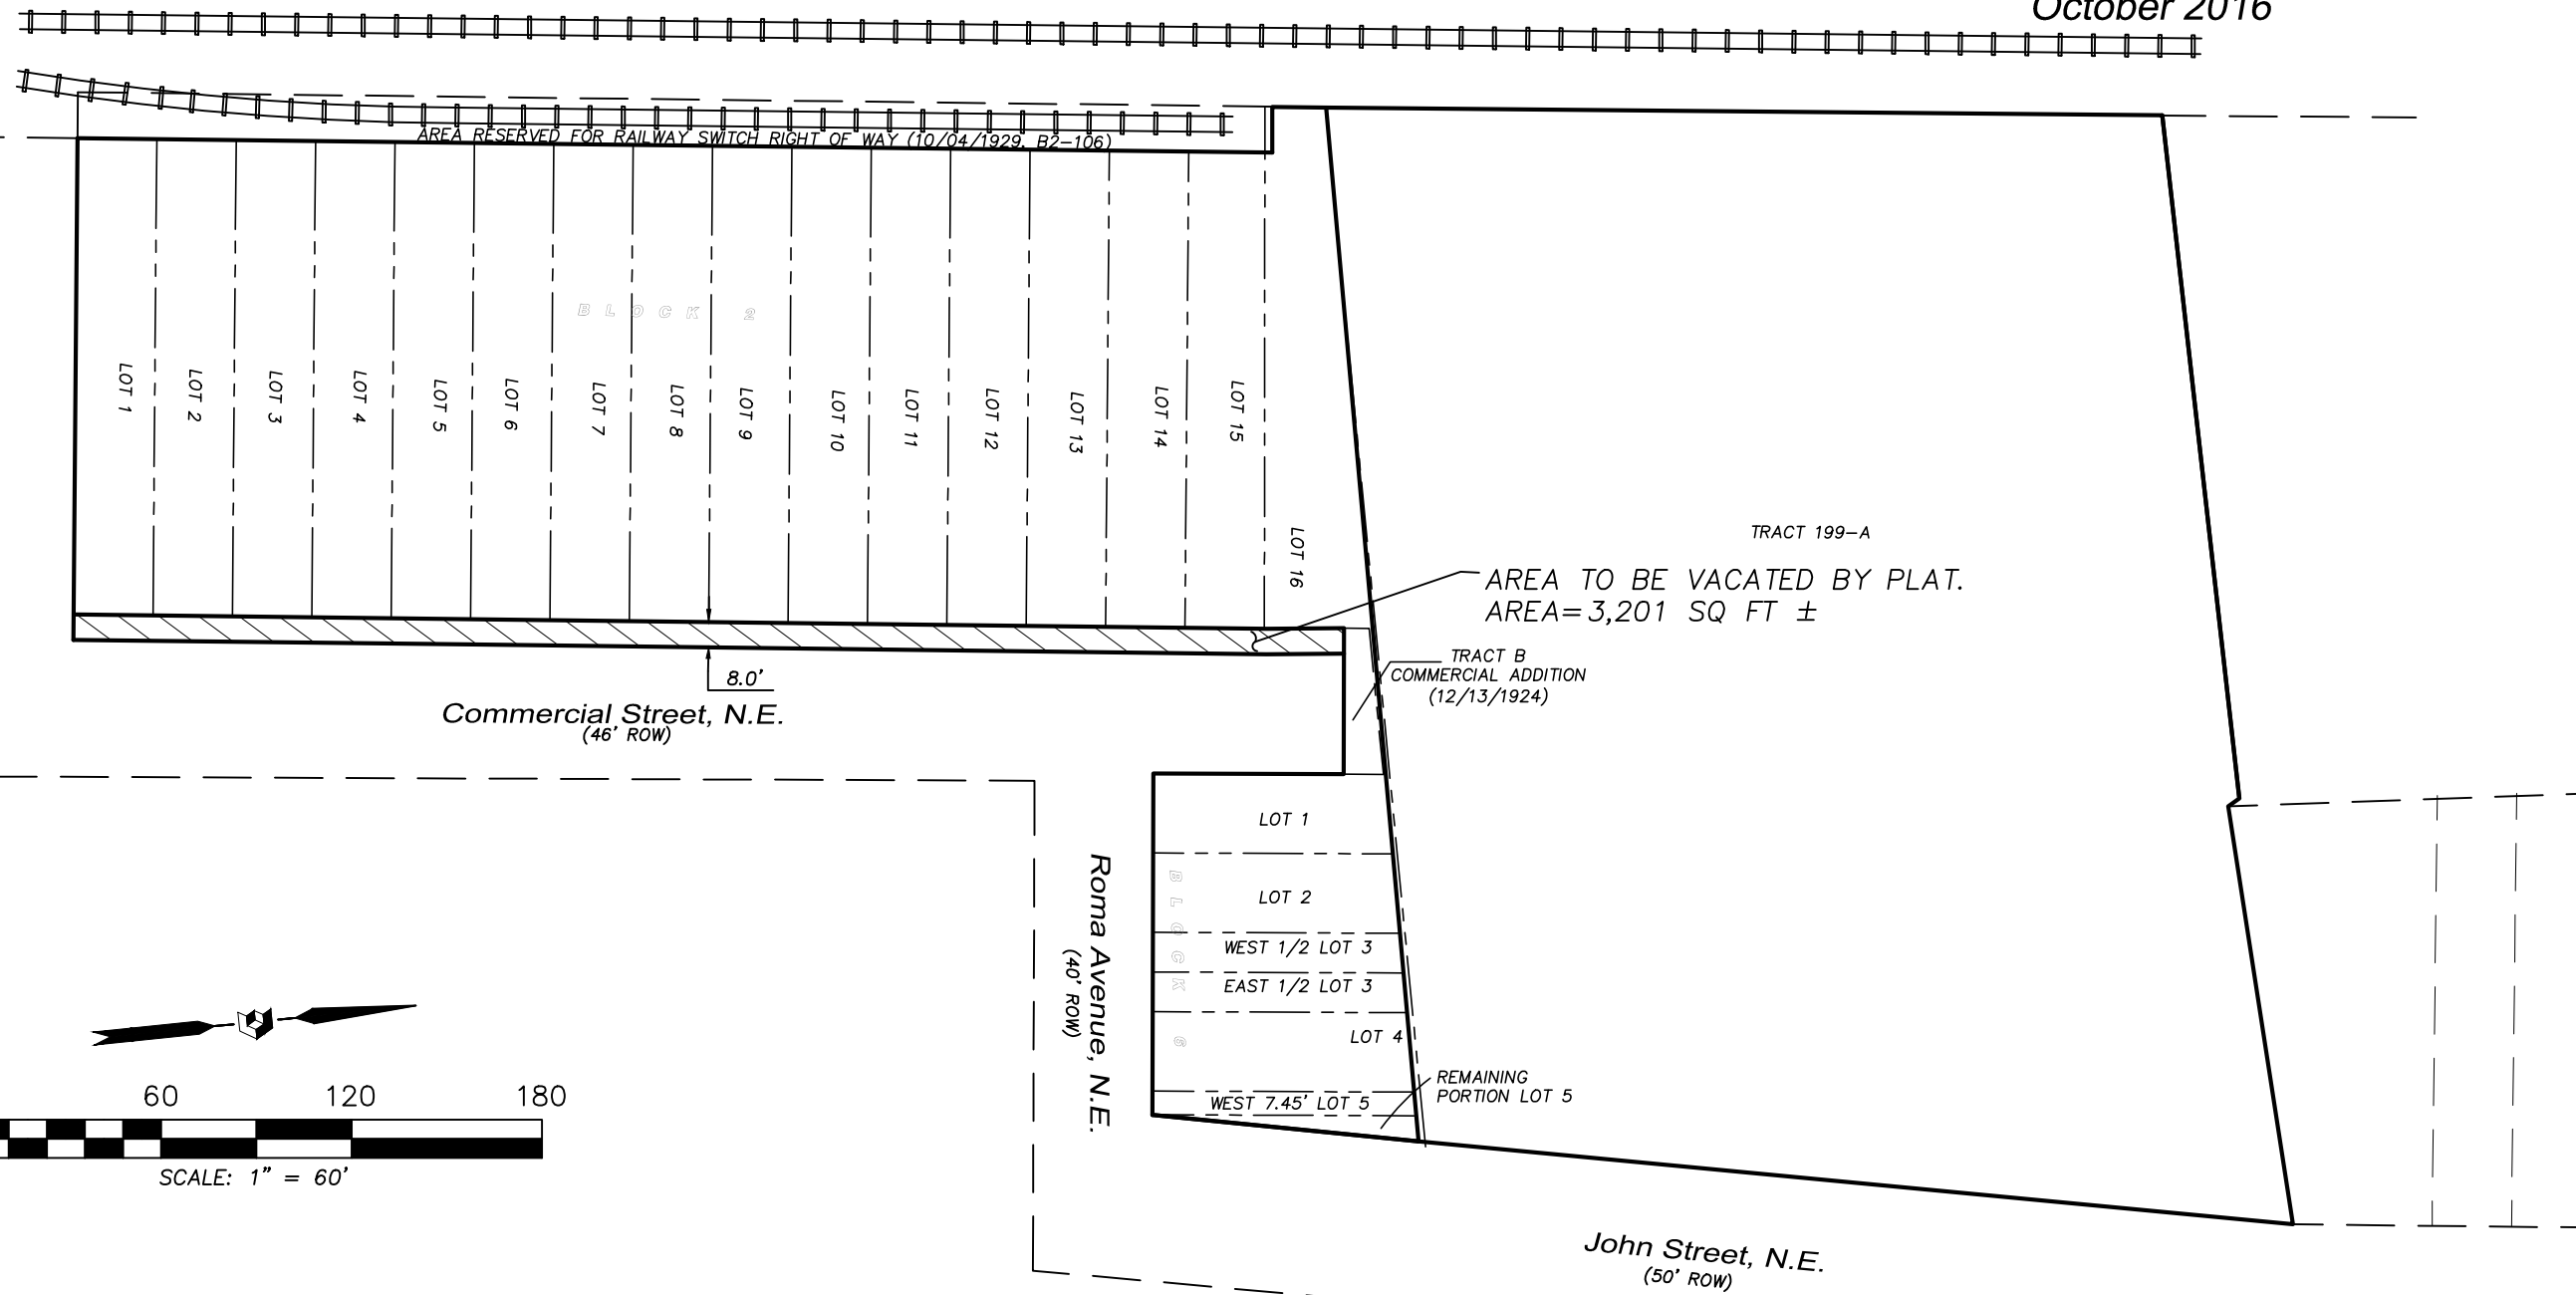 October 2016
AREA RESERVED FOR RAILWAY SWITCH RIGHT OF WAY (10/04/1929, B2-106)
BLOCK 2
LOT 1
LOT 2
LOT 3
LOT 4
LOT 5
LOT 6
LOT 7
LOT 8
LOT 9
LOT 10
LOT 11
LOT 12
LOT 13
LOT 14
LOT 15
LOT 16
TRACT 199-A
AREA TO BE VACATED BY PLAT.
AREA=3,201 SQ FT ±
TRACT B
COMMERCIAL ADDITION
(12/13/1924)
8.0'
Commercial Street, N.E.
(46' ROW)
Roma Avenue, N.E.
(40' ROW)
BLOCK 6
LOT 1
LOT 2
WEST 1/2 LOT 3
EAST 1/2 LOT 3
LOT 4
WEST 7.45' LOT 5
REMAINING
PORTION LOT 5
60 120 180
SCALE: 1" = 60'
John Street, N.E.
(50' ROW)